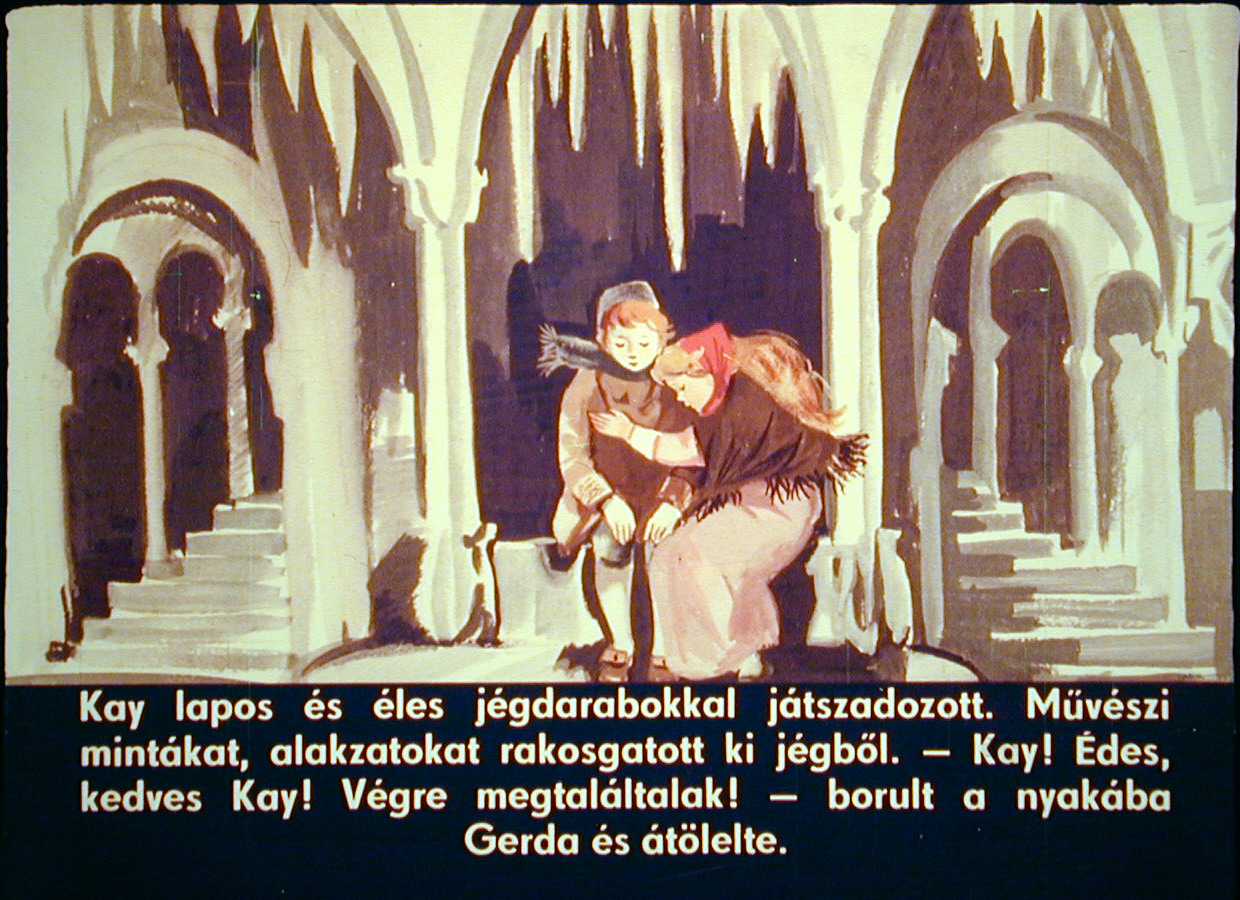 Kay lapos és éles jégdarabokkal játszadozott. Művészi
mintákat, alakzatokat rakosgatott ki jégből. — Kay! Édes,
kedves Kay! Végre megtaláltalak! — borult a nyakába
Gerda és átölelte.